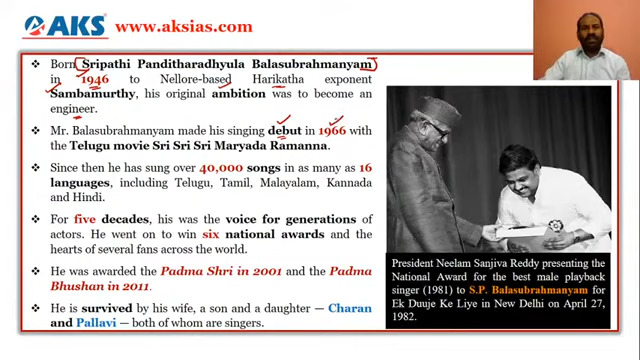 AKS
www.aksias.com
Born Sripathi Panditharadhyula Balasubrahmanyam
in 1946 to Nellore-based Harikatha exponent
Sambamurthy, his original ambition was to become an
engineer.
Mr. Balasubrahmanyam made his singing debut in 1966 with
the Telugu movie Sri Sri Sri Maryada Ramanna.
Since then he has sung over 40,000 songs in as many as 16
languages, including Telugu, Tamil, Malayalam, Kannada
and Hindi.
For five decades, his was the voice for generations of
actors. He went on to win six national awards and the
hearts of several fans across the world.
He was awarded the Padma Shri in 2001 and the Padma
Bhushan in 2011.
He is survived by his wife, a son and a daughter — Charan
and Pallavi — both of whom are singers.
President Neelam Sanjiva Reddy presenting the
National Award for the best male playback
singer (1981) to S.P. Balasubrahmanyam for
Ek Duuje Ke Liye in New Delhi on April 27,
1982.